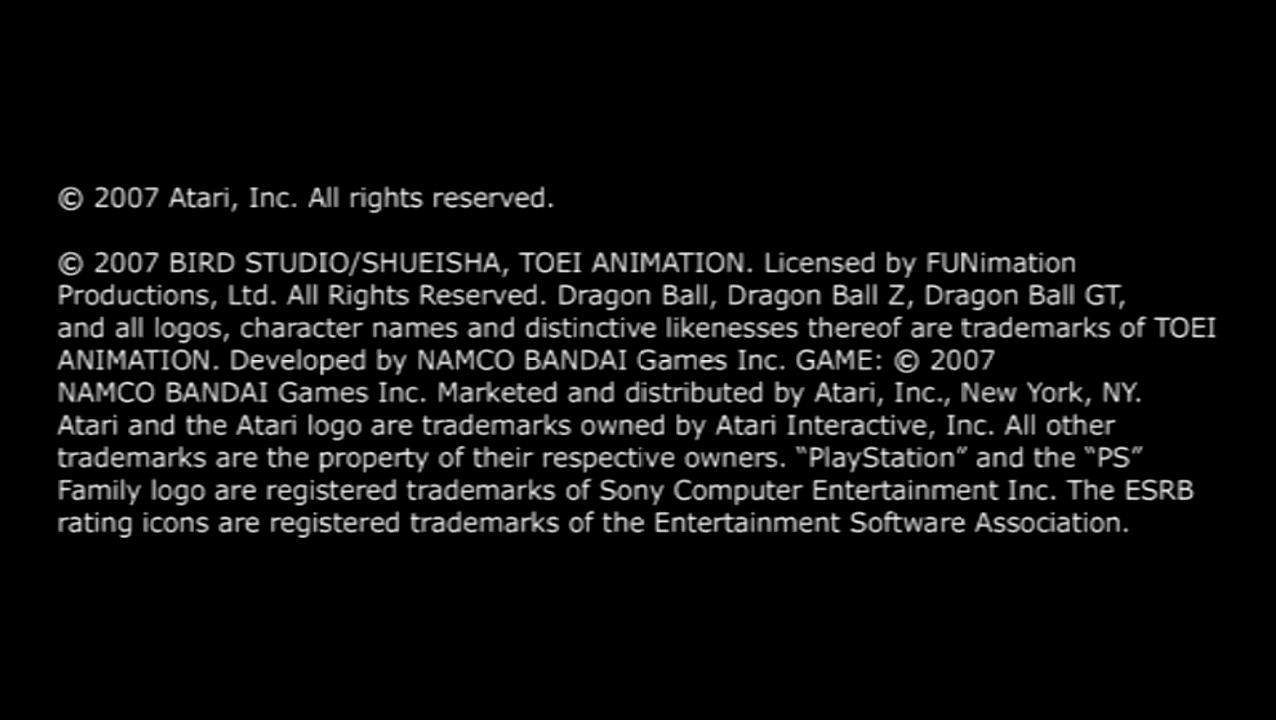 © 2007 Atari, Inc. All rights reserved.
© 2007 BIRD STUDIO/SHUEISHA, TOEI ANIMATION. Licensed by FUNimation
Productions, Ltd. All Rights Reserved. Dragon Ball, Dragon Ball Z, Dragon Ball GT,
and all logos, character names and distinctive likenesses thereof are trademarks of TOEI
ANIMATION. Developed by NAMCO BANDAI Games Inc. GAME: © 2007
NAMCO BANDAI Games Inc. Marketed and distributed by Atari, Inc., New York, NY.
Atari and the Atari logo are trademarks owned by Atari Interactive, Inc. All other
trademarks are the property of their respective owners. “PlayStation” and the “PS”
Family logo are registered trademarks of Sony Computer Entertainment Inc. The ESRB
rating icons are registered trademarks of the Entertainment Software Association.